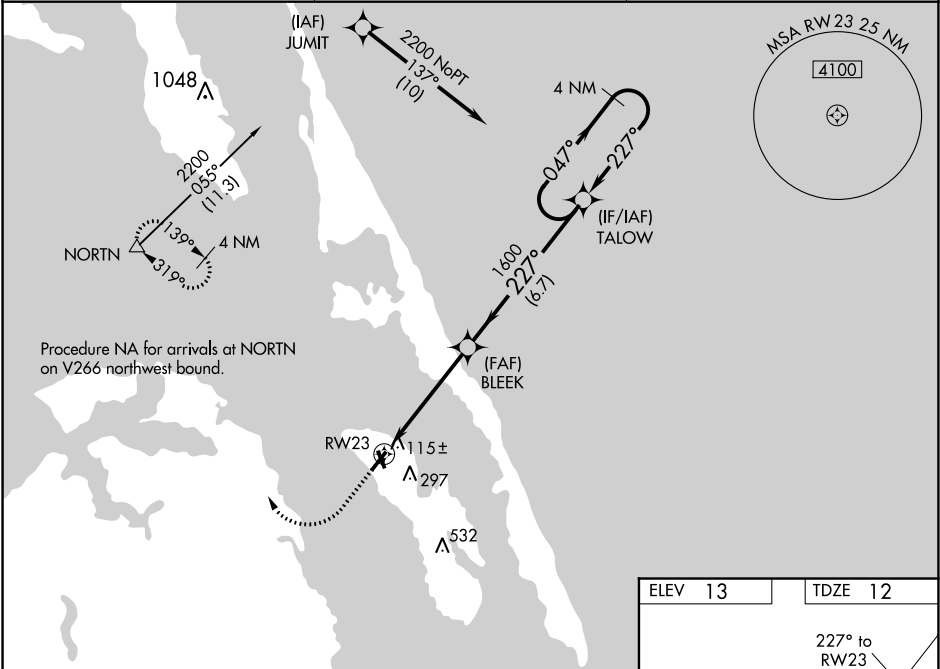 (IAF)
JUMIT
2200 NoPT
137°
(10)
MSA RW23 25 NM
4100
1048
4 NM
047°
227°
(IF/IAF)
TALOW
2200
055°
(11.3)
NORTN
139°
319°
4 NM
1600
227°
(6.7)
Procedure NA for arrivals at NORTN
on V266 northwest bound.
(FAF)
BLEEK
RW23
115±
297
532
ELEV 13
TDZE 12
227° to
RW23